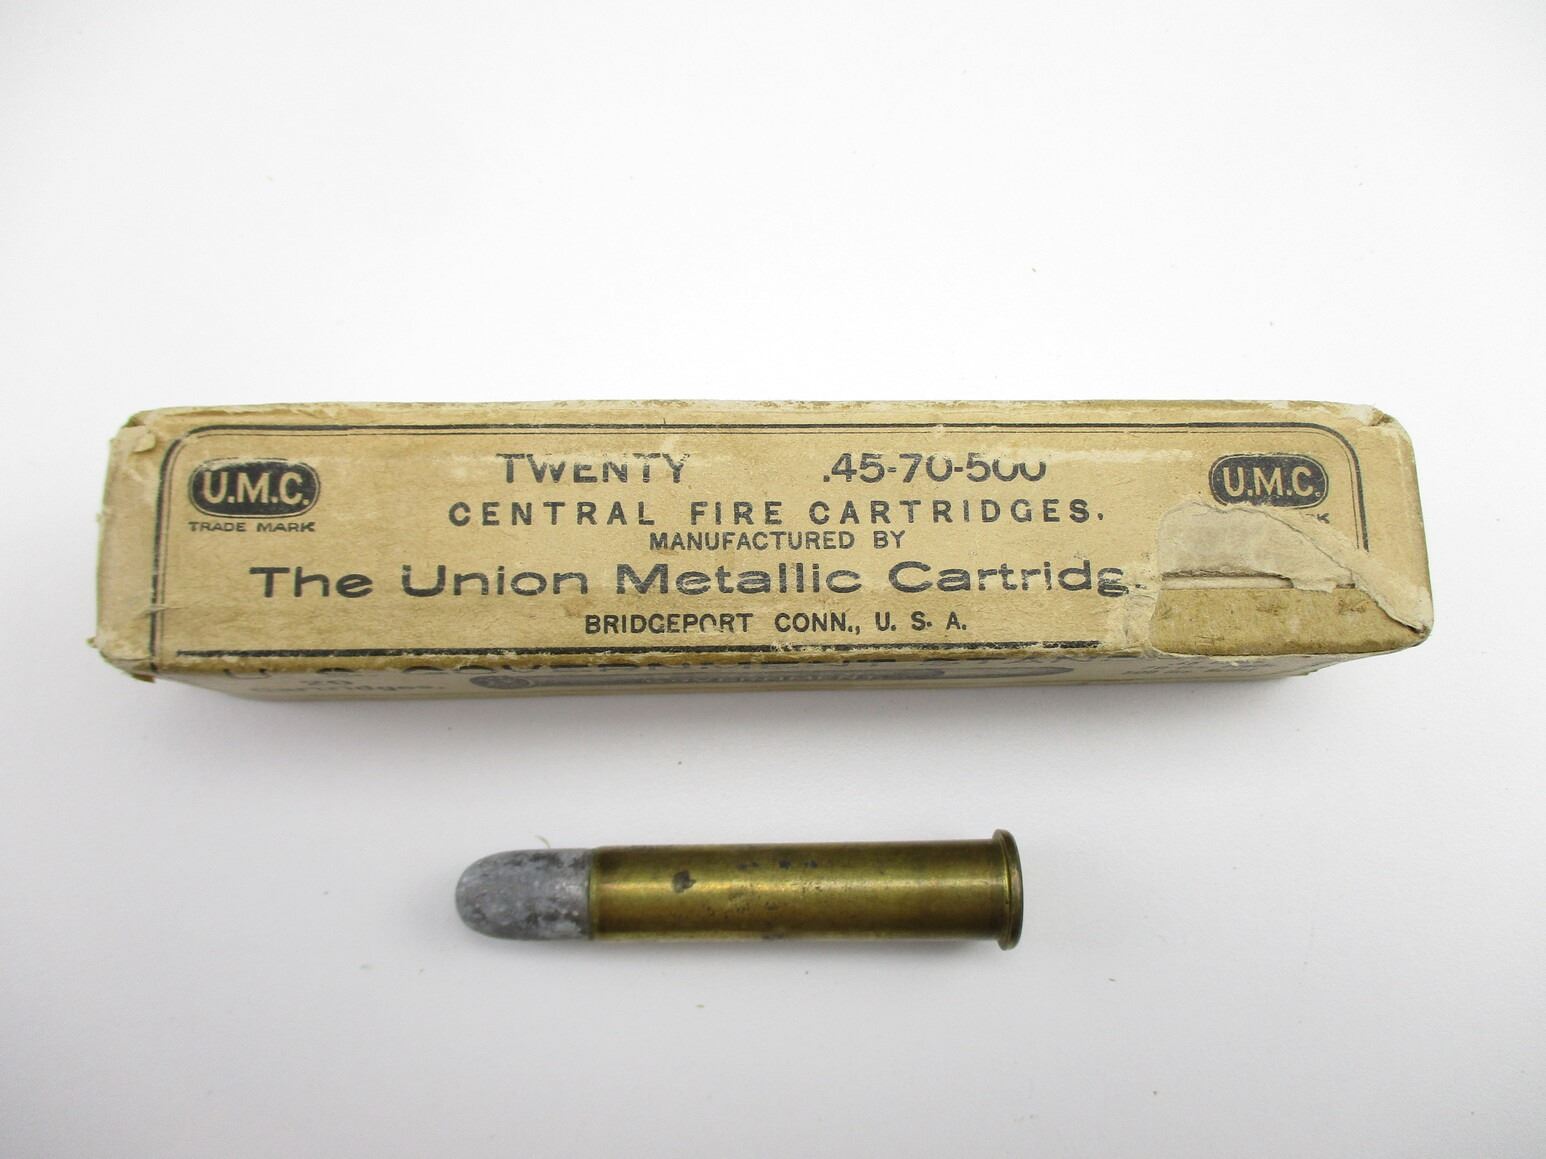 U.M.C.
TRADE MARK
TWENTY .45-70-500
CENTRAL FIRE CARTRIDGES.
MANUFACTURED BY
The Union Metallic Cartridg
BRIDGEPORT CONN., U. S. A.
U.M.C.
K